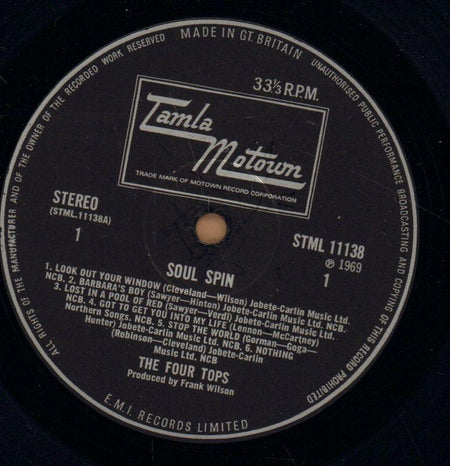 MADE IN GT. BRITAIN
UNAUTHORISED PUBLIC PERFORMANCE BROADCASTING AND COPYING OF THIS RECORD PROHIBITED
ALL RIGHTS OF THE MANUFACTURER AND OF THE OWNER OF THE RECORDED WORK RESERVED
33⅓ R.P.M.
Tamla
Motown
TRADE MARK OF MOTOWN RECORD CORPORATION
STEREO
(STML.11138A)
1
STML 11138
℗ 1969
1
SOUL SPIN
1. LOOK OUT YOUR WINDOW (Cleveland—Wilson) Jobete-Carlin Music Ltd.
NCB. 2. BARBARA'S BOY (Sawyer—Hinton) Jobete-Carlin Music Ltd. NCB.
3. LOST IN A POOL OF RED (Sawyer—Verdi) Jobete-Carlin Music Ltd.
NCB. 4. GOT TO GET YOU INTO MY LIFE (Lennon—McCartney)
Northern Songs. NCB. 5. STOP THE WORLD (Gorman—Goga—
Hunter) Jobete-Carlin Music Ltd. NCB. 6. NOTHING
(Robinson—Cleveland) Jobete-Carlin
Music Ltd. NCB
THE FOUR TOPS
Produced by Frank Wilson
E.M.I. RECORDS LIMITED